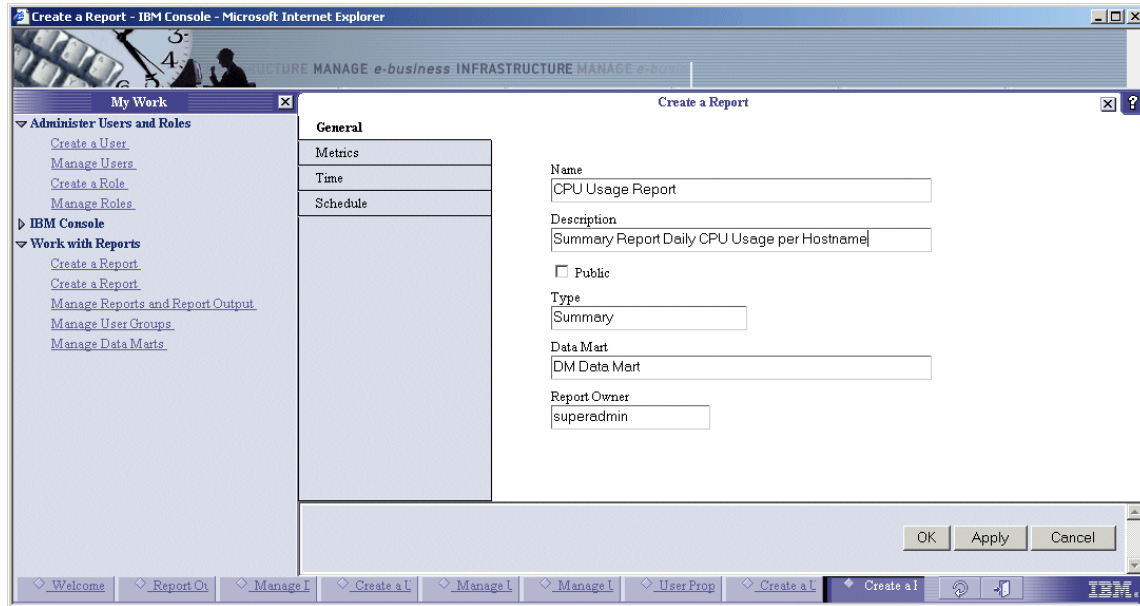 Create a Report - IBM Console - Microsoft Internet Explorer
3
4
5
6
MANAGE e-business INFRASTRUCTURE MANAGE
My Work
Create a Report
Administer Users and Roles
Create a User
Manage Users
Create a Role
Manage Roles
IBM Console
Work with Reports
Create a Report
Create a Report
Manage Reports and Report Output
Manage User Groups
Manage Data Marts
General
Metrics
Time
Schedule
Name
CPU Usage Report
Description
Summary Report Daily CPU Usage per Hostname
Public
Type
Summary
Data Mart
DM Data Mart
Report Owner
superadmin
OK Apply Cancel
Welcome Report Ou Manage Create a U Manage U Manage U User Prop Create a U Create a IBM